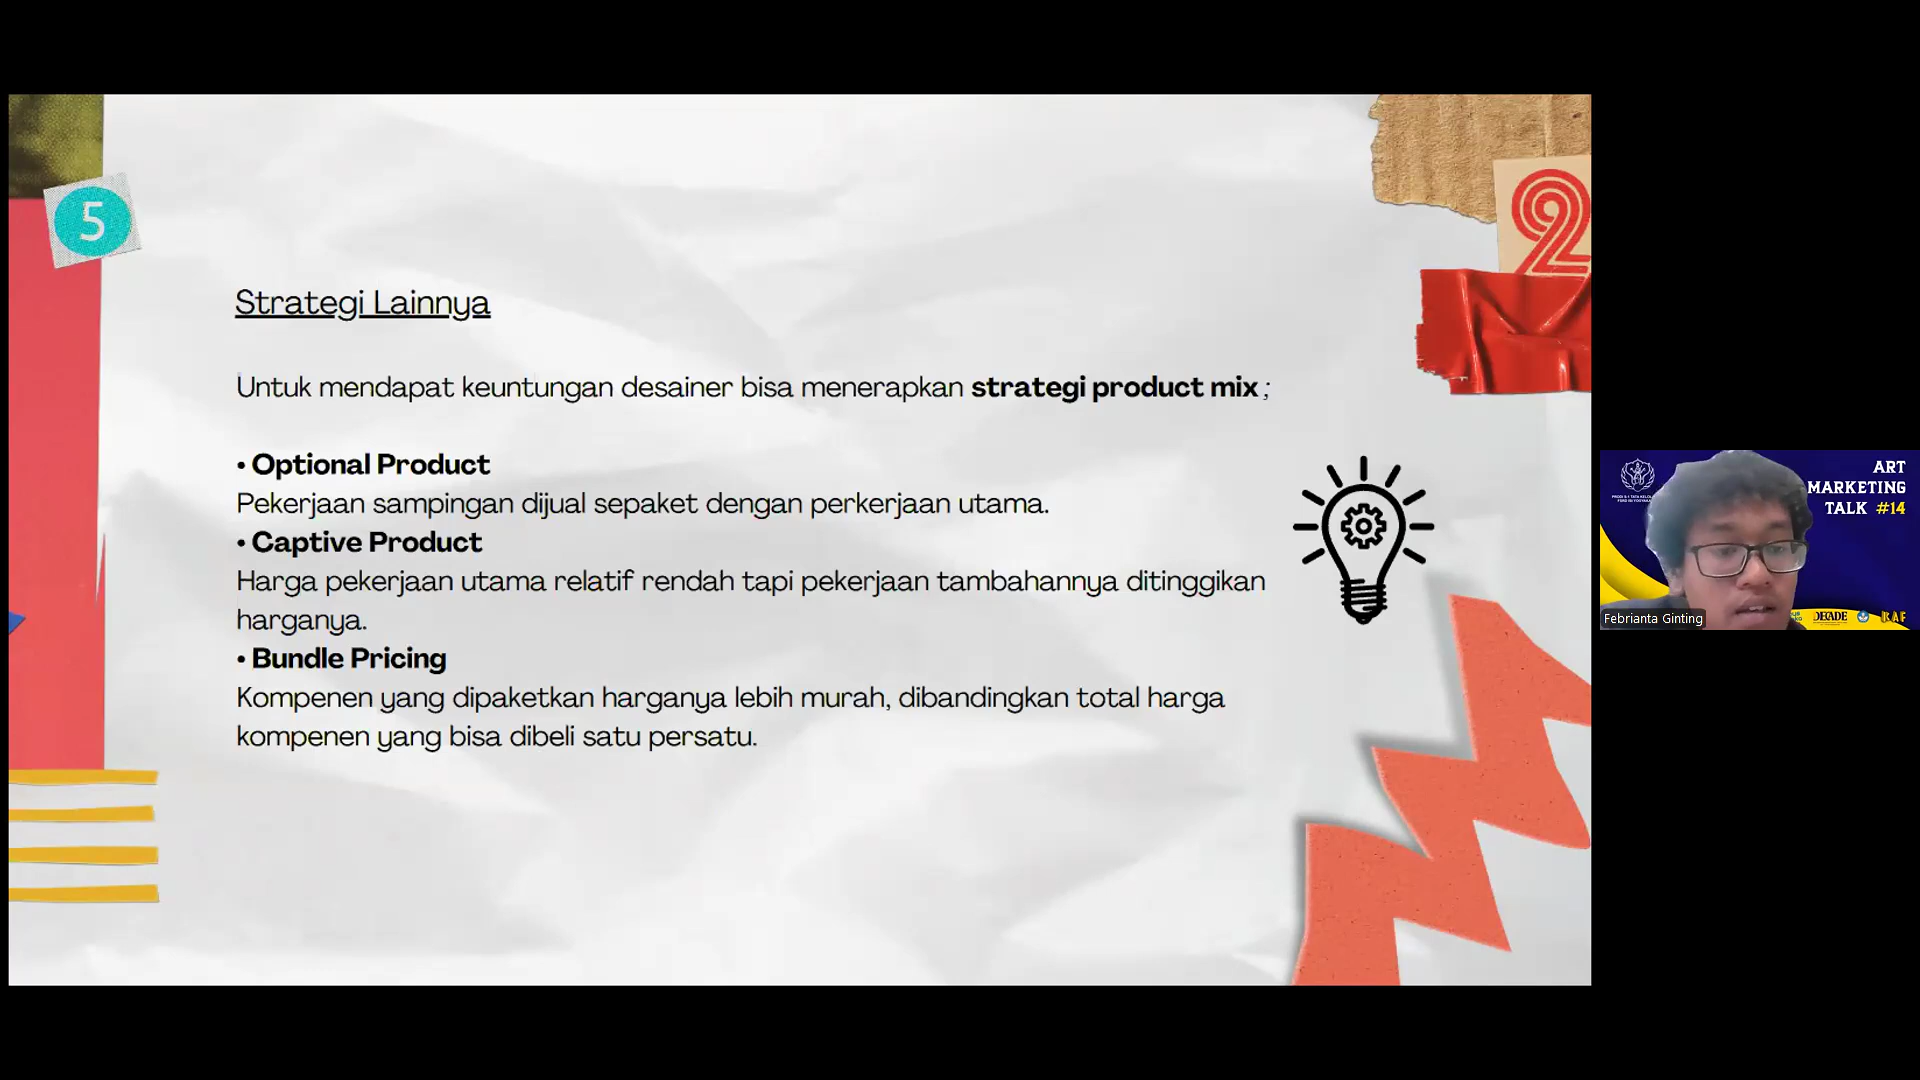 5
2
Strategi Lainnya
Untuk mendapat keuntungan desainer bisa menerapkan strategi product mix ;
• Optional Product
Pekerjaan sampingan dijual sepaket dengan perkerjaan utama.
• Captive Product
Harga pekerjaan utama relatif rendah tapi pekerjaan tambahannya ditinggikan
harganya.
• Bundle Pricing
Kompenen yang dipaketkan harganya lebih murah, dibandingkan total harga
kompenen yang bisa dibeli satu persatu.
ART
MARKETING
TALK #14
Febrianta Ginting
DECADE